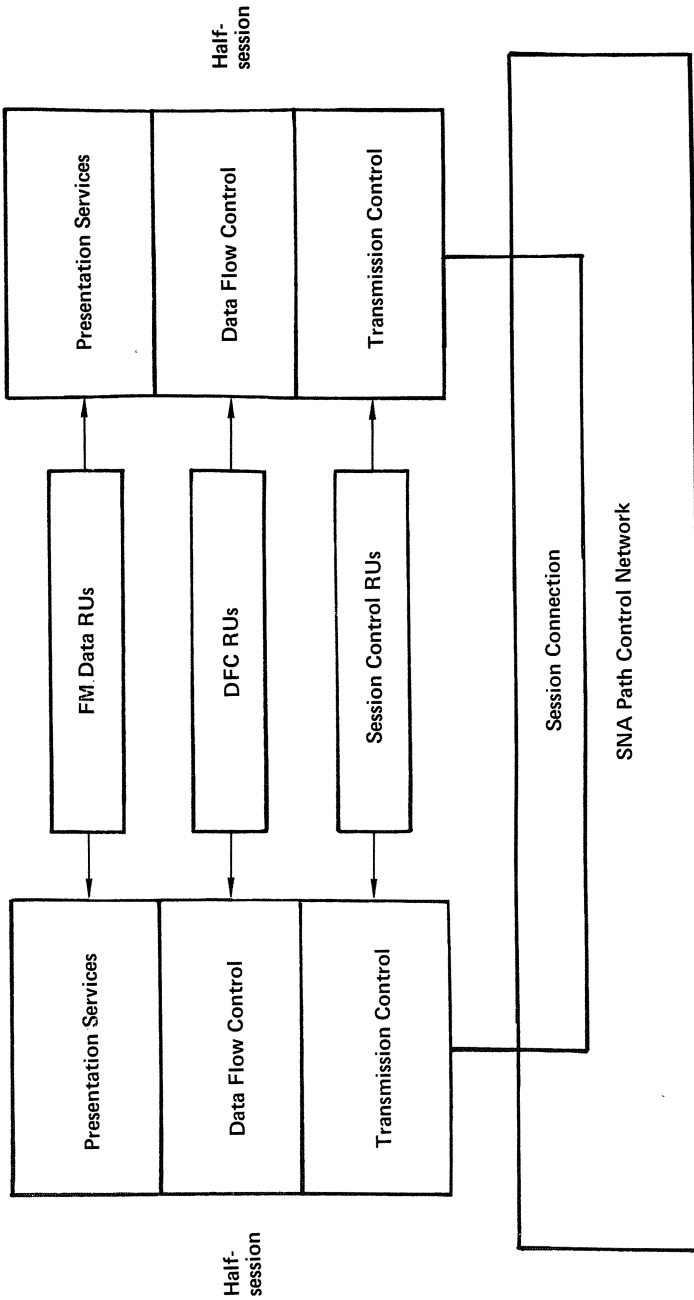 Half-
session
Presentation Services
Data Flow Control
Transmission Control
FM Data RUs
DFC RUs
Session Control RUs
Presentation Services
Data Flow Control
Transmission Control
Half-
session
Session Connection
SNA Path Control Network